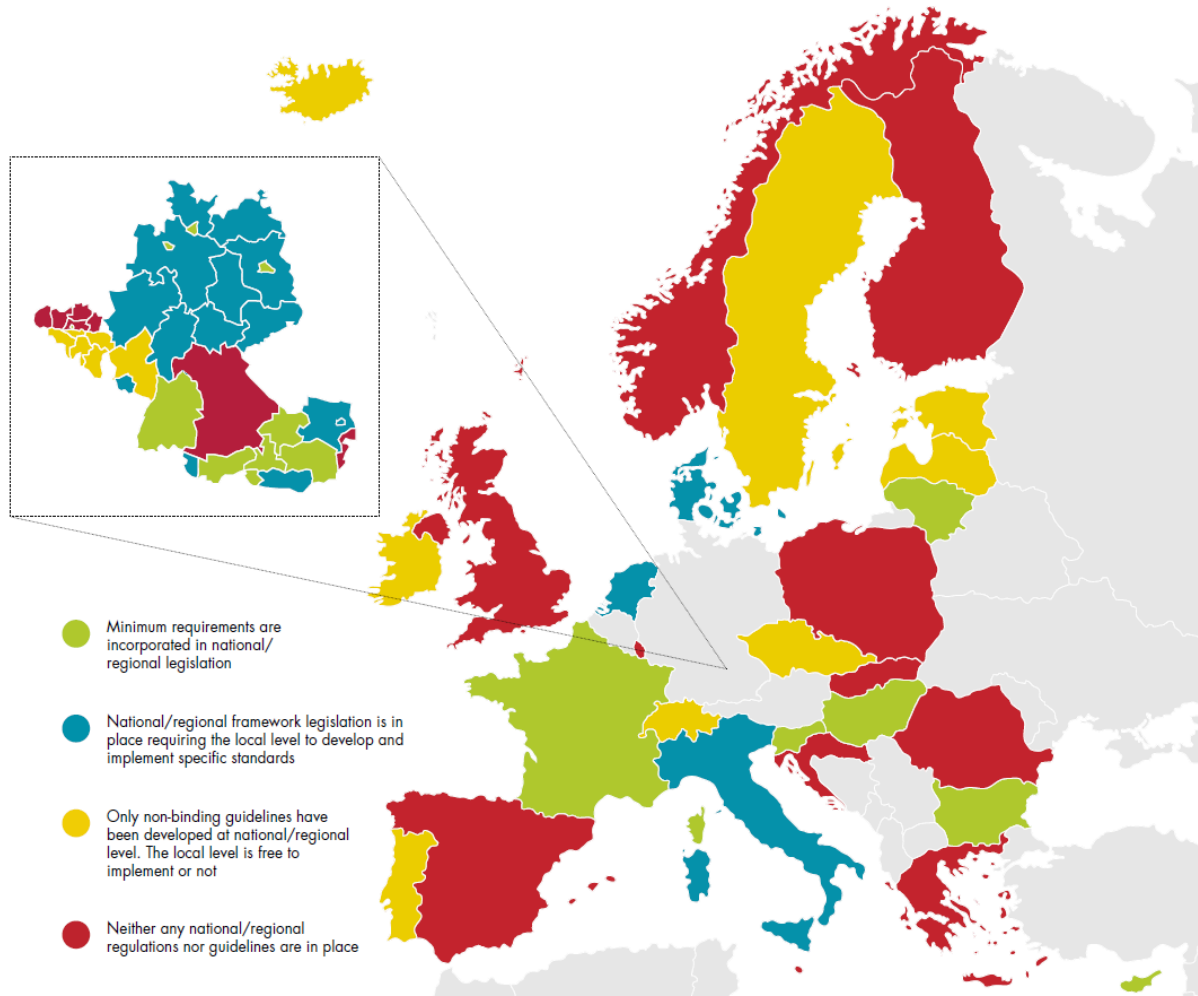 Minimum requirements are
incorporated in national/
regional legislation
National/regional framework legislation is in
place requiring the local level to develop and
implement specific standards
Only non-binding guidelines have
been developed at national/regional
level. The local level is free to
implement or not
Neither any national/regional
regulations nor guidelines are in place